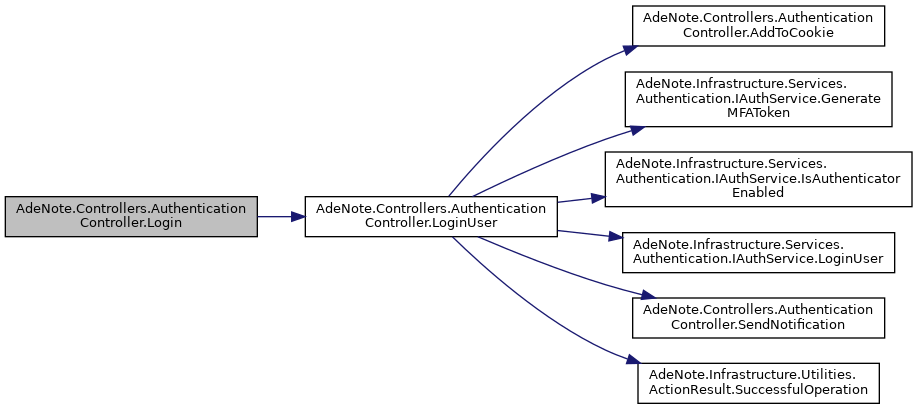 AdeNote.Controllers.Authentication
Controller.Login
AdeNote.Controllers.Authentication
Controller.LoginUser
AdeNote.Controllers.Authentication
Controller.AddToCookie
AdeNote.Infrastructure.Services.
Authentication.IAuthService.Generate
MFAToken
AdeNote.Infrastructure.Services.
Authentication.IAuthService.IsAuthenticator
Enabled
AdeNote.Infrastructure.Services.
Authentication.IAuthService.LoginUser
AdeNote.Controllers.Authentication
Controller.SendNotification
AdeNote.Infrastructure.Utilities.
ActionResult.SuccessfulOperation